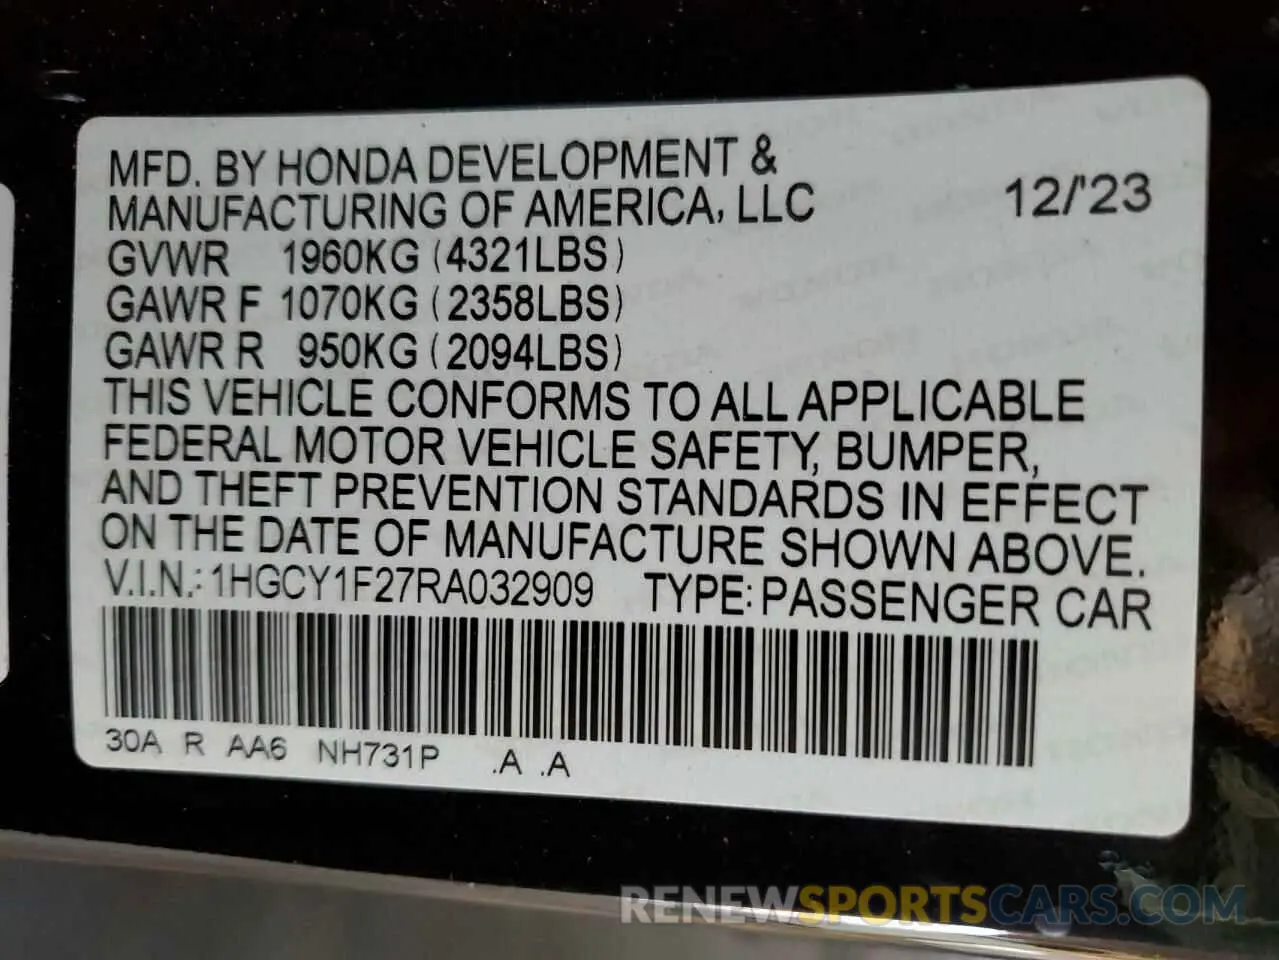 MFD. BY HONDA DEVELOPMENT &
MANUFACTURING OF AMERICA, LLC 12/'23
GVWR 1960KG (4321LBS)
GAWR F 1070KG (2358LBS)
GAWR R 950KG (2094LBS)
THIS VEHICLE CONFORMS TO ALL APPLICABLE
FEDERAL MOTOR VEHICLE SAFETY, BUMPER,
AND THEFT PREVENTION STANDARDS IN EFFECT
ON THE DATE OF MANUFACTURE SHOWN ABOVE.
V.I.N.: 1HGCY1F27RA032909 TYPE: PASSENGER CAR
30A R AA6 NH731P .A .A
RENEWSPORTSCARS.COM